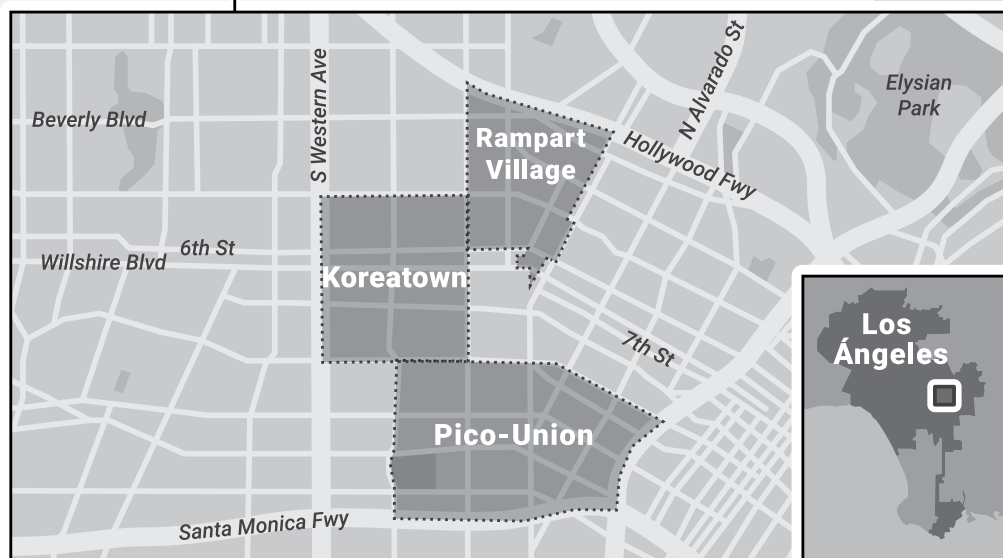 S Western Ave
N Alvarado St
Elysian
Park
Beverly Blvd
Rampart
Village
Hollywood Fwy
6th St
Willshire Blvd
Koreatown
7th St
Los
Ángeles
Pico-Union
Santa Monica Fwy